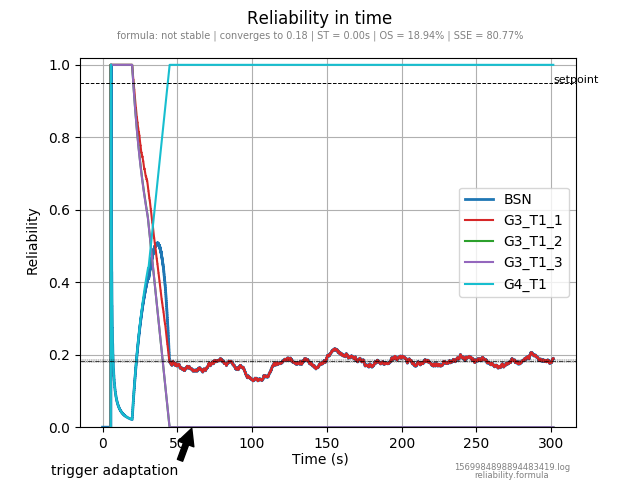 Reliability in time
formula: not stable | converges to 0.18 | ST = 0.00s | OS = 18.94% | SSE = 80.77%
1.0
setpoint
0.8
0.6
0.4
0.2
0.0
Reliability
BSN
G3_T1_1
G3_T1_2
G3_T1_3
G4_T1
0 50 100 150 200 250 300
Time (s)
trigger adaptation
1569984898894483419.log
reliability.formula